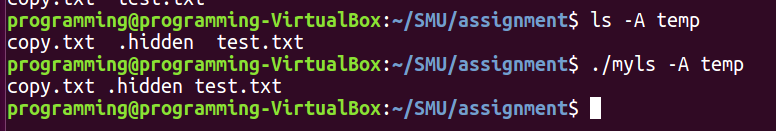 copy.txt  .hidden  test.txt
programming@programming-VirtualBox:~/SMU/assignment$ ls -A temp
copy.txt  .hidden  test.txt
programming@programming-VirtualBox:~/SMU/assignment$ ./myls -A temp
copy.txt .hidden test.txt
programming@programming-VirtualBox:~/SMU/assignment$